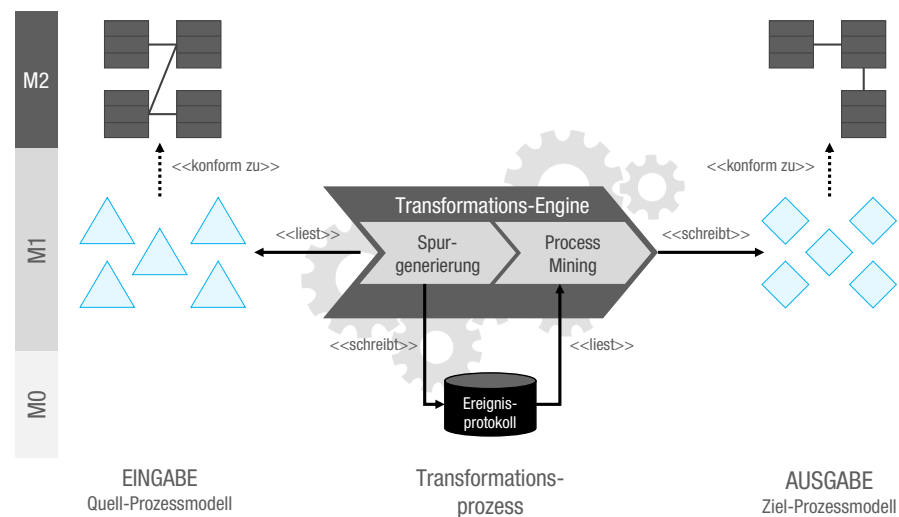 M2
<<konform zu>>
<<konform zu>>
M1
Transformations-Engine
<<liest>>
Spur-
generierung
Process
Mining
<<schreibt>>
<<schreibt>>
<<liest>>
M0
Ereignis-
protokoll
EINGABE
Quell-Prozessmodell
Transformations-
prozess
AUSGABE
Ziel-Prozessmodell